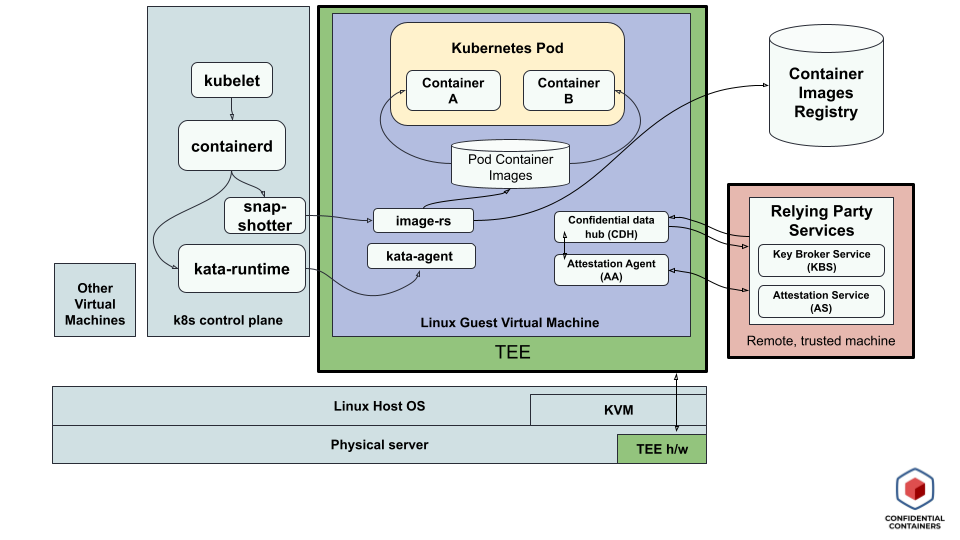 kubelet
containerd
snap-
shotter
kata-runtime
k8s control plane
Other
Virtual
Machines
Kubernetes Pod
Container
A
Container
B
Pod Container
Images
image-rs
kata-agent
Confidential data
hub (CDH)
Attestation Agent
(AA)
Linux Guest Virtual Machine
TEE
Container
Images
Registry
Relying Party
Services
Key Broker Service
(KBS)
Attestation Service
(AS)
Remote, trusted machine
Linux Host OS
KVM
Physical server
TEE h/w
CONFIDENTIAL
CONTAINERS